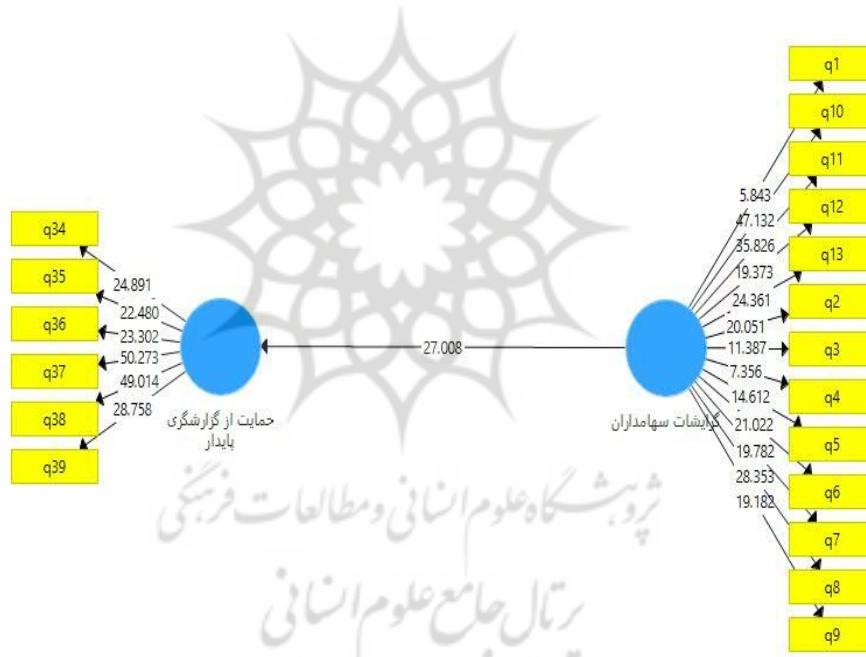 q1
q10
q11
q12
q13
q2
q3
q4
q5
q6
q7
q8
q9
5.843
47.132
35.826
19.373
24.361
20.051
11.387
7.356
14.612
21.022
19.782
28.353
19.182
گرایشات سهامداران
27.008
حمایت از گزارشگری
پایدار
24.891
22.480
23.302
50.273
49.014
28.758
q34
q35
q36
q37
q38
q39
پژوهشگاه علوم انسانی و مطالعات فرهنگی
پرتال جامع علوم انسانی